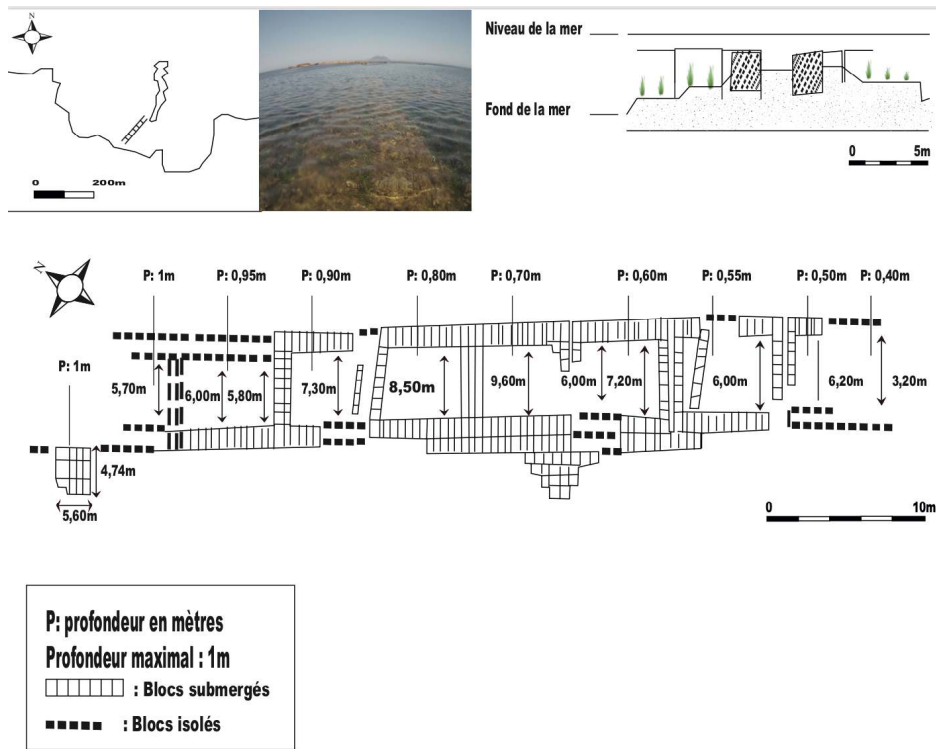 N
0 200m
Niveau de la mer
Fond de la mer
0 5m
N
P: 1m P: 0,95m P: 0,90m P: 0,80m P: 0,70m P: 0,60m P: 0,55m P: 0,50m P: 0,40m
P: 1m
5,70m 6,00m 5,80m 7,30m 8,50m 9,60m 6,00m 7,20m 6,00m 6,20m 3,20m
4,74m
5,60m
0 10m
P: profondeur en mètres
Profondeur maximal : 1m
: Blocs submergés
: Blocs isolés